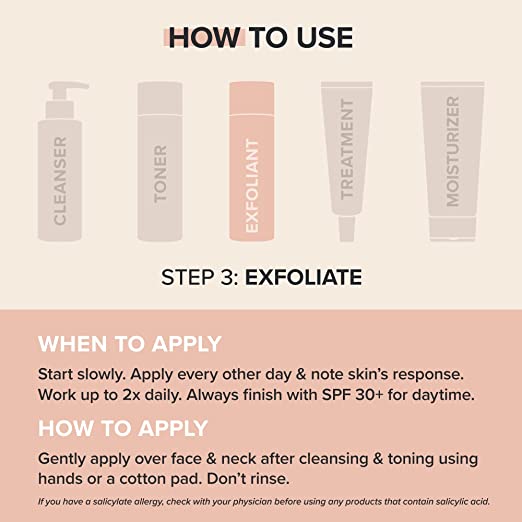 HOW TO USE
CLEANSER
TONER
EXFOLIANT
TREATMENT
MOISTURIZER
STEP 3: EXFOLIATE
WHEN TO APPLY
Start slowly. Apply every other day & note skin’s response.
Work up to 2x daily. Always finish with SPF 30+ for daytime.
HOW TO APPLY
Gently apply over face & neck after cleansing & toning using
hands or a cotton pad. Don’t rinse.
If you have a salicylate allergy, check with your physician before using any products that contain salicylic acid.